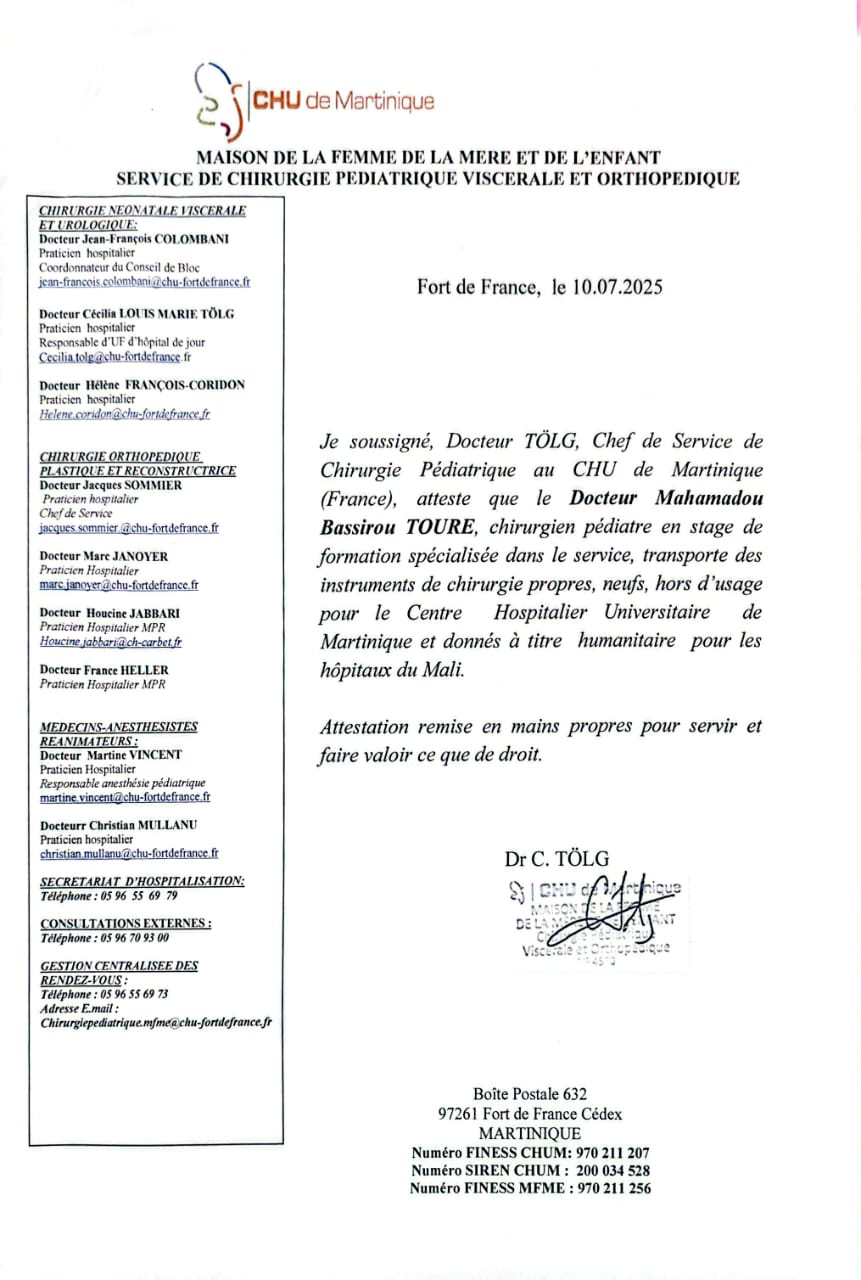 CHU de Martinique
MAISON DE LA FEMME DE LA MERE ET DE L'ENFANT
SERVICE DE CHIRURGIE PEDIATRIQUE VISCERALE ET ORTHOPEDIQUE
CHIRURGIE NEONATALE VISCERALE
ET UROLOGIQUE:
Docteur Jean-François COLOMBANI
Praticien hospitalier
Coordonnateur du Conseil de Bloc
jean-francois.colombani@chu-fortdefrance.fr
Docteur Cécilia LOUIS MARIE TÖLG
Praticien hospitalier
Responsable d'UF d'hôpital de jour
Cecilia.tolg@chu-fortdefrance.fr
Docteur Hélène FRANÇOIS-CORIDON
Praticien hospitalier
Helene.coridon@chu-fortdefrance.fr
CHIRURGIE ORTHOPEDIQUE
PLASTIQUE ET RECONSTRUCTRICE
Docteur Jacques SOMMIER
Praticien hospitalier
Chef de Service
jacques.sommier.@chu-fortdefrance.fr
Docteur Marc JANOYER
Praticien Hospitalier
marc.janoyer@chu-fortdefrance.fr
Docteur Houcine JABBARI
Praticien Hospitalier MPR
Houcine.jabbari@ch-carbet.fr
Docteur France HELLER
Praticien Hospitalier MPR
MEDECINS-ANESTHESISTES
REANIMATEURS :
Docteur Martine VINCENT
Praticien Hospitalier
Responsable anesthésie pédiatrique
martine.vincent@chu-fortdefrance.fr
Docteurr Christian MULLANU
Praticien hospitalier
christian.mullanu@chu-fortdefrance.fr
SECRETARIAT D'HOSPITALISATION:
Téléphone : 05 96 55 69 79
CONSULTATIONS EXTERNES :
Téléphone : 05 96 70 93 00
GESTION CENTRALISEE DES
RENDEZ-VOUS :
Téléphone : 05 96 55 69 73
Adresse E.mail :
Chirurgiepediatrique.mfme@chu-fortdefrance.fr
Fort de France, le 10.07.2025
Je soussigné, Docteur TÖLG, Chef de Service de
Chirurgie Pédiatrique au CHU de Martinique
(France), atteste que le Docteur Mahamadou
Bassirou TOURE, chirurgien pédiatre en stage de
formation spécialisée dans le service, transporte des
instruments de chirurgie propres, neufs, hors d'usage
pour le Centre Hospitalier Universitaire de
Martinique et donnés à titre humanitaire pour les
hôpitaux du Mali.
Attestation remise en mains propres pour servir et
faire valoir ce que de droit.
Dr C. TÖLG
CHU de Martinique
MAISON DE LA
DE LA
Viscerale et Orthopédique
Boîte Postale 632
97261 Fort de France Cédex
MARTINIQUE
Numéro FINESS CHUM: 970 211 207
Numéro SIREN CHUM : 200 034 528
Numéro FINESS MFME : 970 211 256